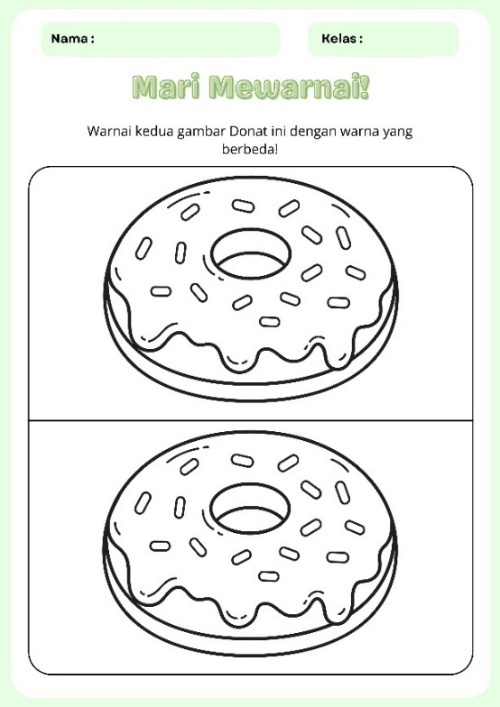 Nama :
Kelas :
Mari Mewarnai!
Warnai kedua gambar Donat ini dengan warna yang
berbeda!